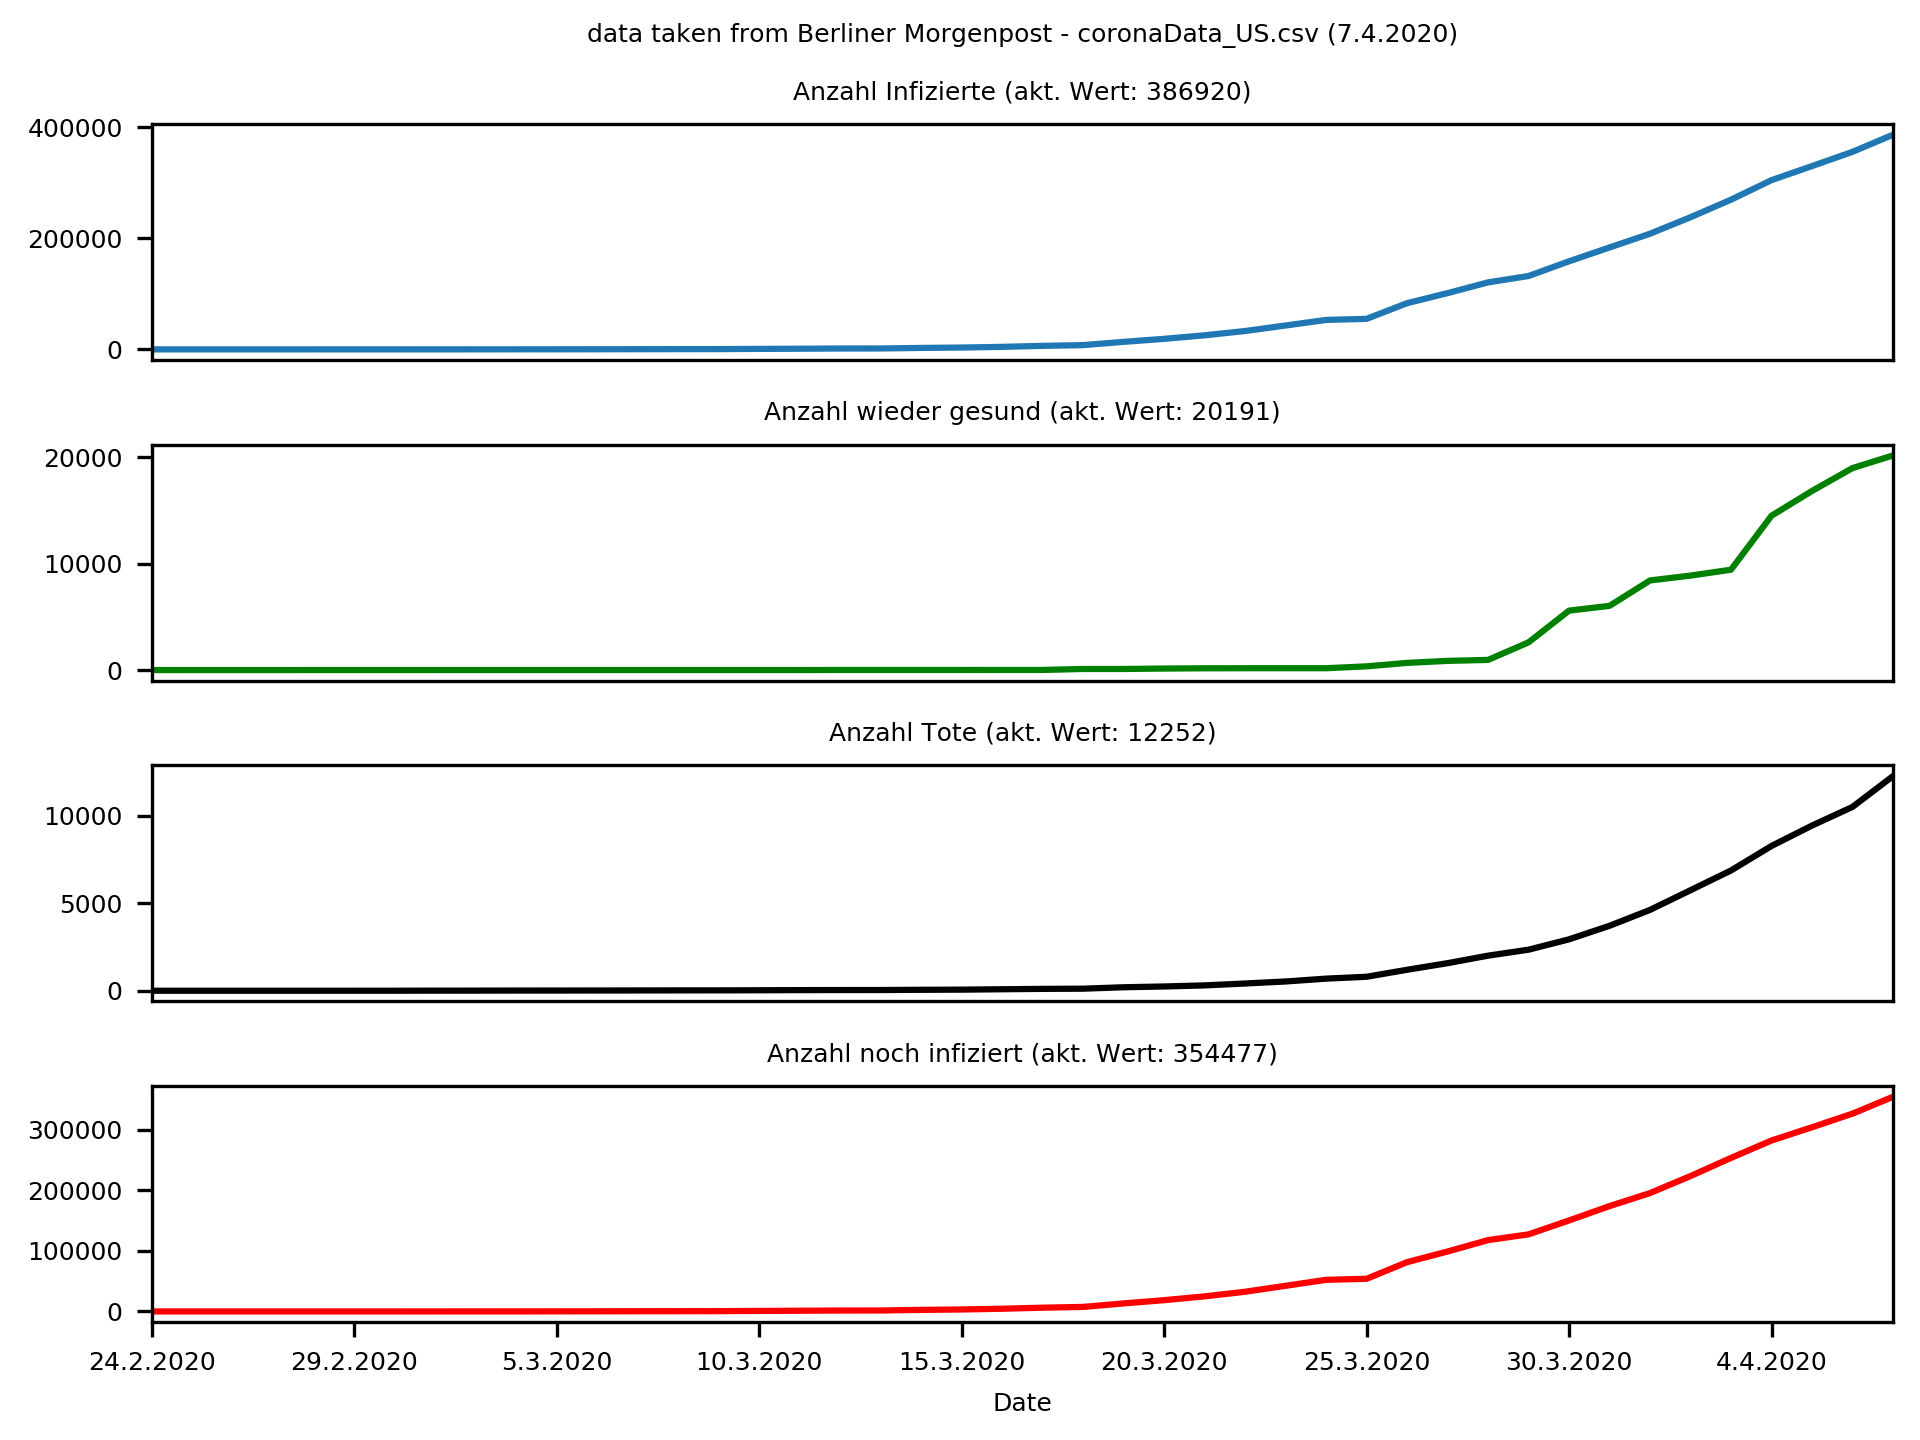 data taken from Berliner Morgenpost - coronaData_US.csv (7.4.2020)
Anzahl Infizierte (akt. Wert: 386920)
400000
200000
0
Anzahl wieder gesund (akt. Wert: 20191)
20000
10000
0
Anzahl Tote (akt. Wert: 12252)
10000
5000
0
Anzahl noch infiziert (akt. Wert: 354477)
300000
200000
100000
0
24.2.2020 29.2.2020 5.3.2020 10.3.2020 15.3.2020 20.3.2020 25.3.2020 30.3.2020 4.4.2020
Date